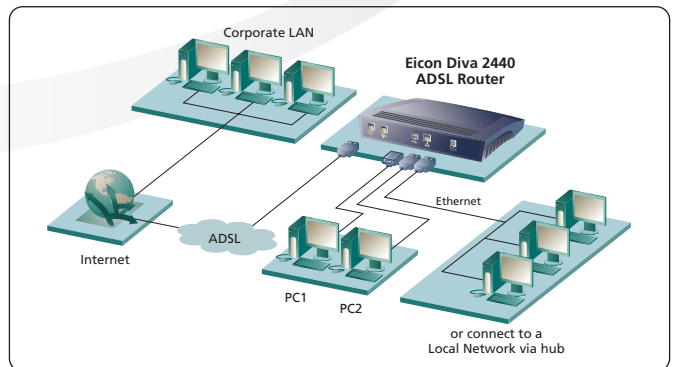 Corporate LAN
Eicon Diva 2440
ADSL Router
Ethernet
ADSL
Internet
PC1
PC2
or connect to a
Local Network via hub